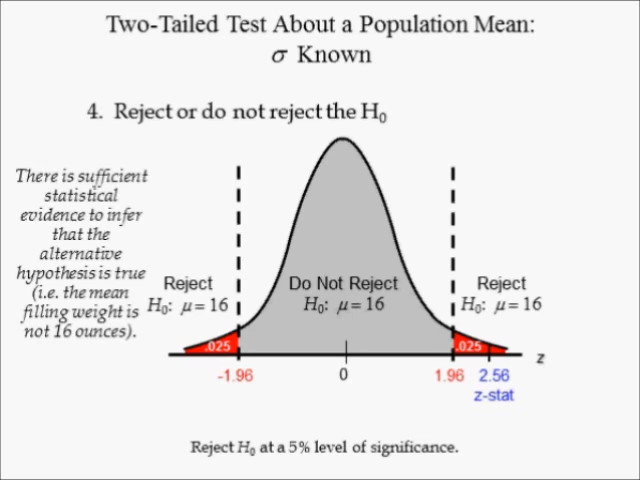 Two-Tailed Test About a Population Mean:
σ Known
4. Reject or do not reject the H₀
There is sufficient
statistical
evidence to infer
that the
alternative
hypothesis is true
(i.e. the mean
filling weight is
not 16 ounces).
Reject
H₀: μ = 16
Do Not Reject
H₀: μ = 16
Reject
H₀: μ = 16
.025
.025
z
-1.96
0
1.96
2.56
z-stat
Reject H₀ at a 5% level of significance.